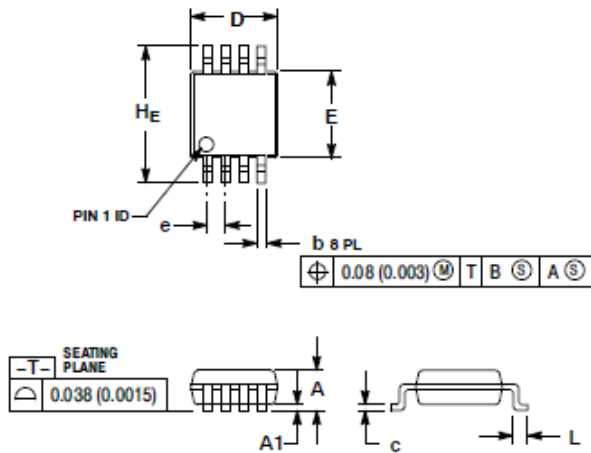 D
HE
E
PIN 1 ID
e
b 8 PL
⌖ 0.08 (0.003) Ⓜ T B Ⓢ A Ⓢ
-T- SEATING PLANE
⌓ 0.038 (0.0015)
A
A1
c
L